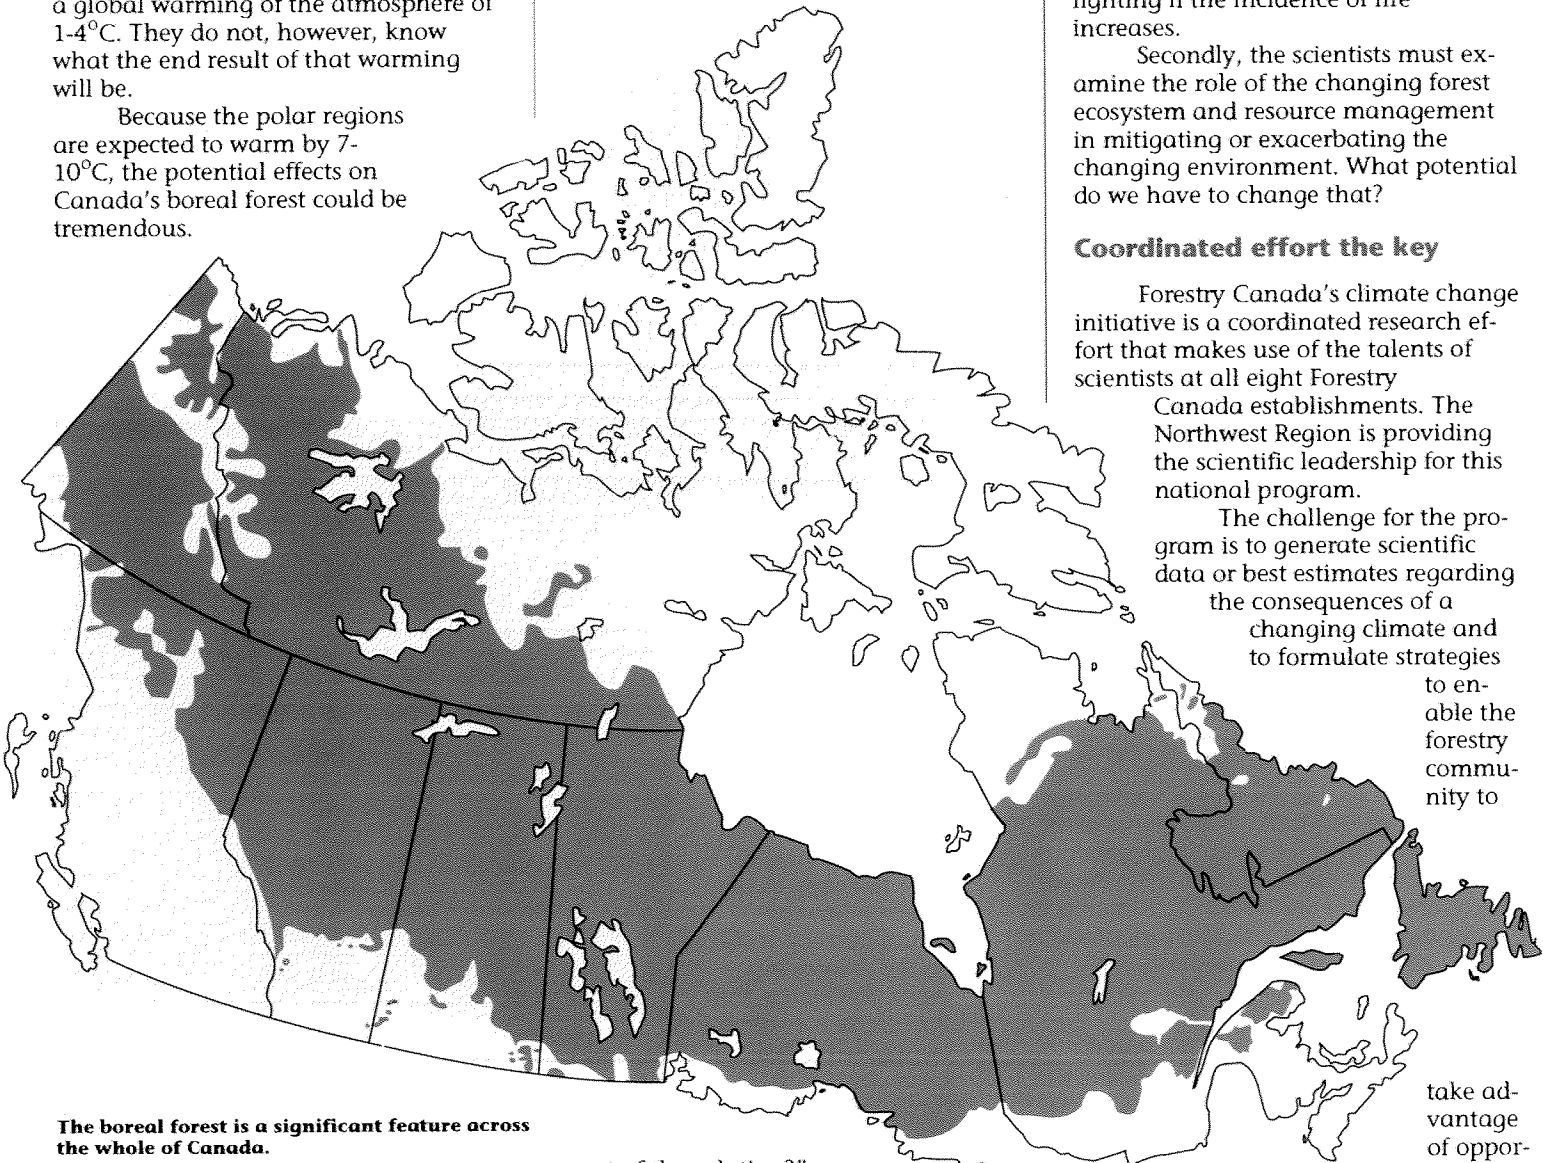 a global warming of the atmosphere of
1-4°C. They do not, however, know
what the end result of that warming
will be.
Because the polar regions
are expected to warm by 7-
10°C, the potential effects on
Canada's boreal forest could be
tremendous.
The boreal forest is a significant feature across
the whole of Canada.
increases.
Secondly, the scientists must ex-
amine the role of the changing forest
ecosystem and resource management
in mitigating or exacerbating the
changing environment. What potential
do we have to change that?
Coordinated effort the key
Forestry Canada's climate change
initiative is a coordinated research ef-
fort that makes use of the talents of
scientists at all eight Forestry
Canada establishments. The
Northwest Region is providing
the scientific leadership for this
national program.
The challenge for the pro-
gram is to generate scientific
data or best estimates regarding
the consequences of a
changing climate and
to formulate strategies
to en-
able the
forestry
commu-
nity to
take ad-
vantage
of oppor-